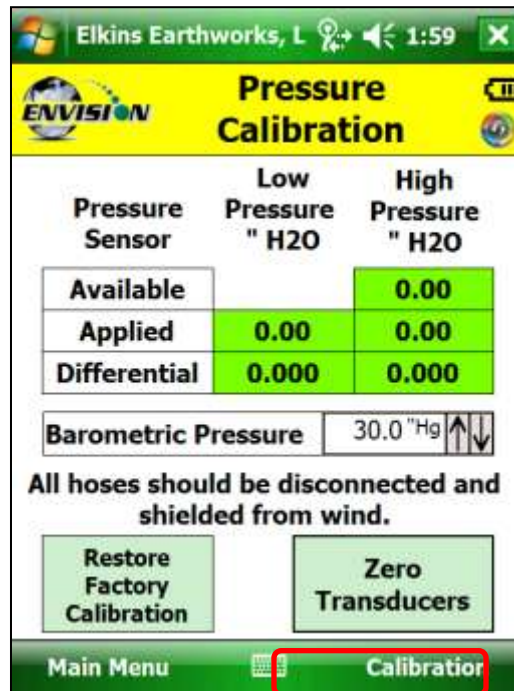 Elkins Earthworks, L 1:59
ENVISION
Pressure
Calibration
Pressure
Sensor
Low
Pressure
" H2O
High
Pressure
" H2O
Available 0.00
Applied 0.00 0.00
Differential 0.000 0.000
Barometric Pressure 30.0 "Hg
All hoses should be disconnected and
shielded from wind.
Restore
Factory
Calibration
Zero
Transducers
Main Menu Calibration